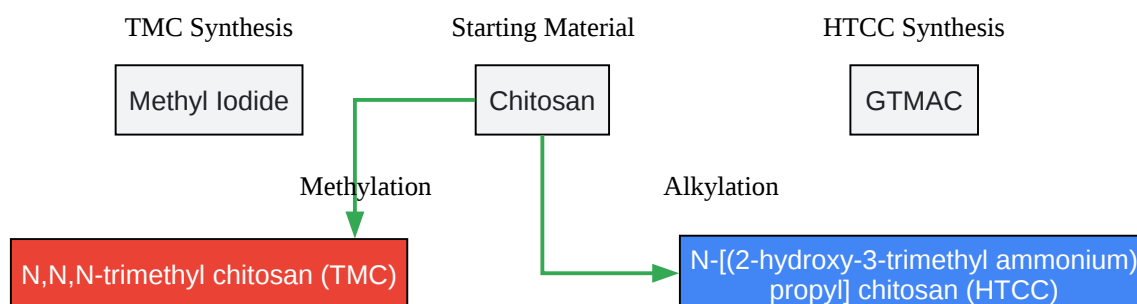 TMC Synthesis
Starting Material
HTCC Synthesis
Methyl Iodide
Chitosan
GTMAC
Methylation
Alkylation
N,N,N-trimethyl chitosan (TMC)
N-[(2-hydroxy-3-trimethyl ammonium)
propyl] chitosan (HTCC)